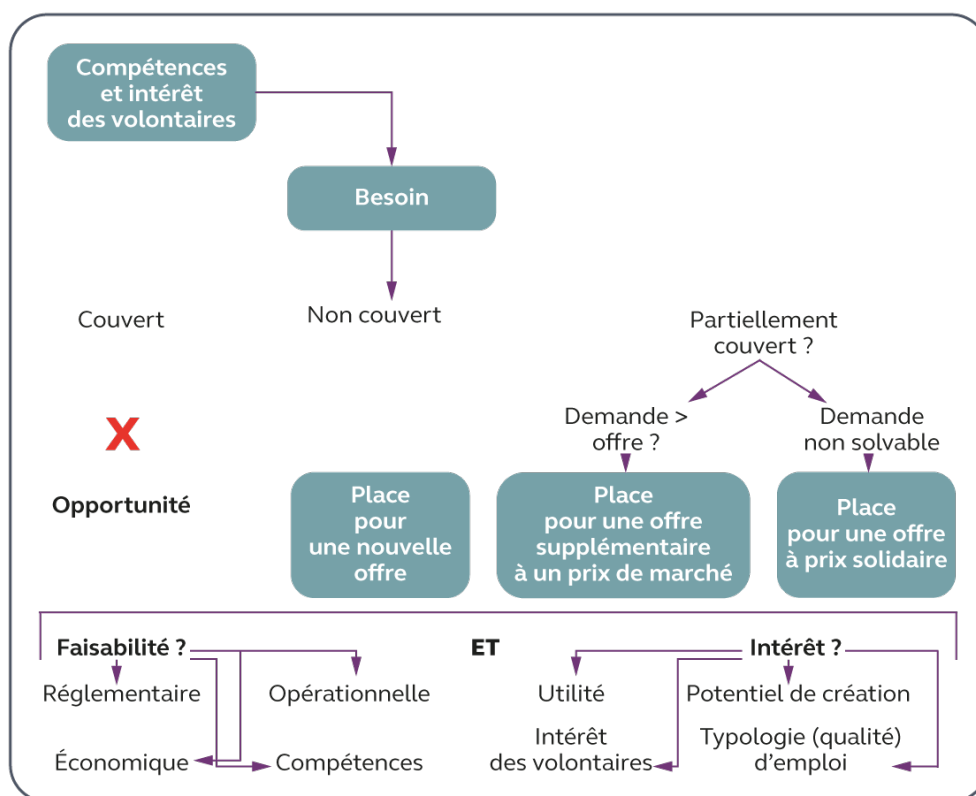 Compétences
et intérêt
des volontaires
Besoin
Couvert
Non couvert
Partiellement
couvert ?
Demande >
offre ?
Demande
non solvable
X
Opportunité
Place
pour
une nouvelle
offre
Place
pour une offre
supplémentaire
à un prix de marché
Place
pour une offre
à prix solidaire
Faisabilité ?
ET
Intérêt ?
Réglementaire
Opérationnelle
Utilité
Potentiel de création
Économique
Compétences
Intérêt
des volontaires
Typologie (qualité)
d’emploi